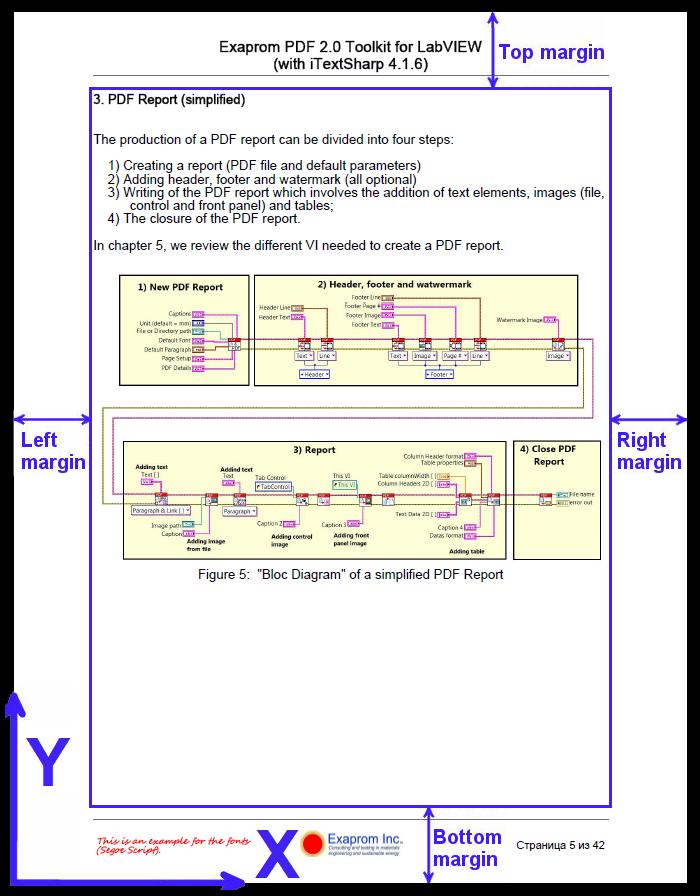 Exaprom PDF 2.0 Toolkit for LabVIEW
(with iTextSharp 4.1.6)
Top margin
3. PDF Report (simplified)
The production of a PDF report can be divided into four steps:
1) Creating a report (PDF file and default parameters)
2) Adding header, footer and watermark (all optional)
3) Writing of the PDF report which involves the addition of text elements, images (file,
control and front panel) and tables;
4) The closure of the PDF report.
In chapter 5, we review the different VI needed to create a PDF report.
1) New PDF Report
Captions
Unit (default = mm)
File or Directory path
Default Font
Default Paragraph
Page Setup
PDF Details
2) Header, footer and watwermark
Header Line
Header Text
Text
Line
Header
Footer Line
Footer Page #
Footer Image
Footer Text
Text
Image
Page #
Line
Footer
Watermark Image
Image
Left
margin
Right
margin
3) Report
Adding text
Text [ ]
Paragraph & Link [ ]
Image path
Caption
Adding image
from file
Addind text
Text
Paragraph
Tab Control
TabControl
Caption 2
Adding control
image
This VI
This VI
Caption 3
Adding front
panel image
Column Header format
Table properties
Table columnWidth [ ]
Column Headers 2D [ ]
Text Data 2D [ ]
Caption 4
Datas format
Adding table
4) Close PDF
Report
File name
error out
Figure 5: "Bloc Diagram" of a simplified PDF Report
Y
X
This is an example for the fonts
(Segoe Script).
Exaprom Inc.
Consulting and testing in materials
engineering and sustainable energy
Bottom
margin
Страница 5 из 42